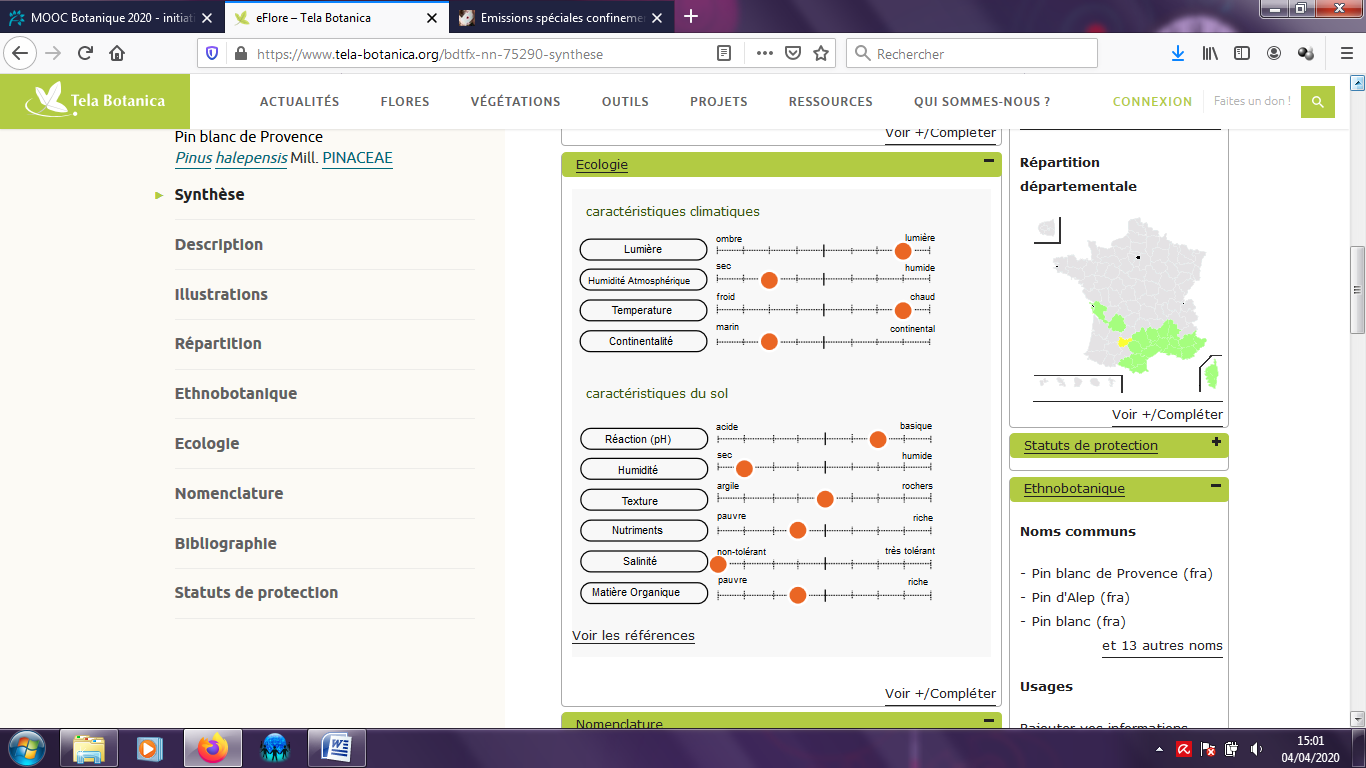 MOOC Botanique 2020 - initiat
eFlore – Tela Botanica
Emissions spéciales confineme
https://www.tela-botanica.org/bdtfx-nn-75290-synthese
Rechercher
Tela Botanica
ACTUALITÉS
FLORES
VÉGÉTATIONS
OUTILS
PROJETS
RESSOURCES
QUI SOMMES-NOUS ?
CONNEXION
Faites un don !
Pin blanc de Provence
Pinus halepensis Mill. PINACEAE
Synthèse
Description
Illustrations
Répartition
Ethnobotanique
Ecologie
Nomenclature
Bibliographie
Statuts de protection
Voir +/Compléter
Ecologie
caractéristiques climatiques
Lumière
ombre
lumière
Humidité Atmosphérique
sec
humide
Temperature
froid
chaud
Continentalité
marin
continental
caractéristiques du sol
Réaction (pH)
acide
basique
Humidité
sec
humide
Texture
argile
rochers
Nutriments
pauvre
riche
Salinité
non-tolérant
très tolérant
Matière Organique
pauvre
riche
Voir les références
Voir +/Compléter
Nomenclature
Répartition
départementale
Voir +/Compléter
Statuts de protection
Ethnobotanique
Noms communs
- Pin blanc de Provence (fra)
- Pin d'Alep (fra)
- Pin blanc (fra)
et 13 autres noms
Usages
Rajouter vos informations
15:01
04/04/2020